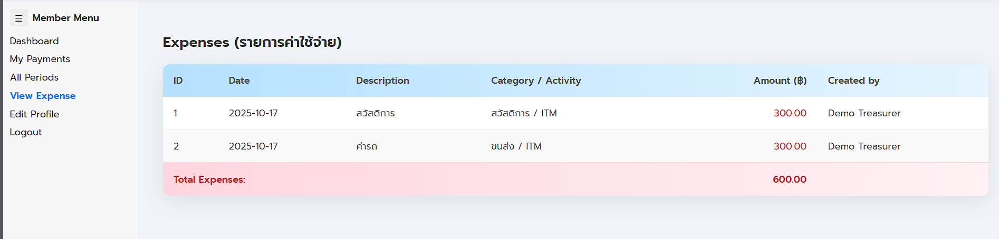 ☰ Member Menu
Dashboard
My Payments
All Periods
View Expense
Edit Profile
Logout
Expenses (รายการค่าใช้จ่าย)
ID Date Description Category / Activity Amount (฿) Created by
1 2025-10-17 สวัสดิการ สวัสดิการ / ITM 300.00 Demo Treasurer
2 2025-10-17 ค่ารถ ขนส่ง / ITM 300.00 Demo Treasurer
Total Expenses: 600.00